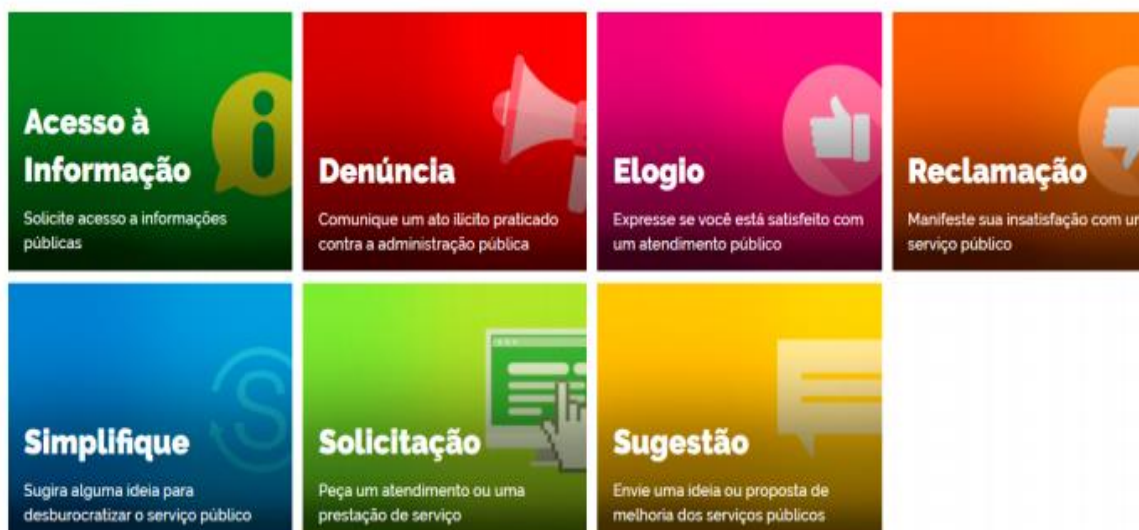 Acesso à
Informação
Solicite acesso a informações
públicas
Denúncia
Comunique um ato ilícito praticado
contra a administração pública
Elogio
Expresse se você está satisfeito com
um atendimento público
Reclamação
Manifeste sua insatisfação com um
serviço público
Simplifique
Sugira alguma ideia para
desburocratizar o serviço público
Solicitação
Peça um atendimento ou uma
prestação de serviço
Sugestão
Envie uma ideia ou proposta de
melhoria dos serviços públicos